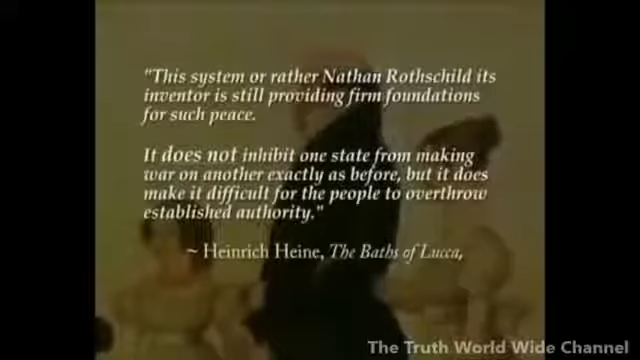 "This system or rather Nathan Rothschild its
inventor is still providing firm foundations
for such peace.
It does not inhibit one state from making
war on another exactly as before, but it does
make it difficult for the people to overthrow
established authority."
~ Heinrich Heine, The Baths of Lucca,
The Truth World Wide Channel